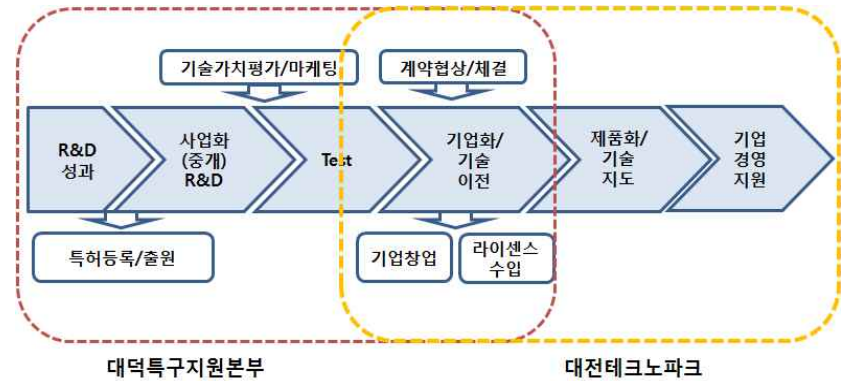 기술가치평가/마케팅
계약협상/체결
R&D
성과
사업화
(중개)
R&D
Test
기업화/
기술
이전
제품화/
기술
지도
기업
경영
지원
특허등록/출원
기업창업
라이센스
수입
대덕특구지원본부
대전테크노파크